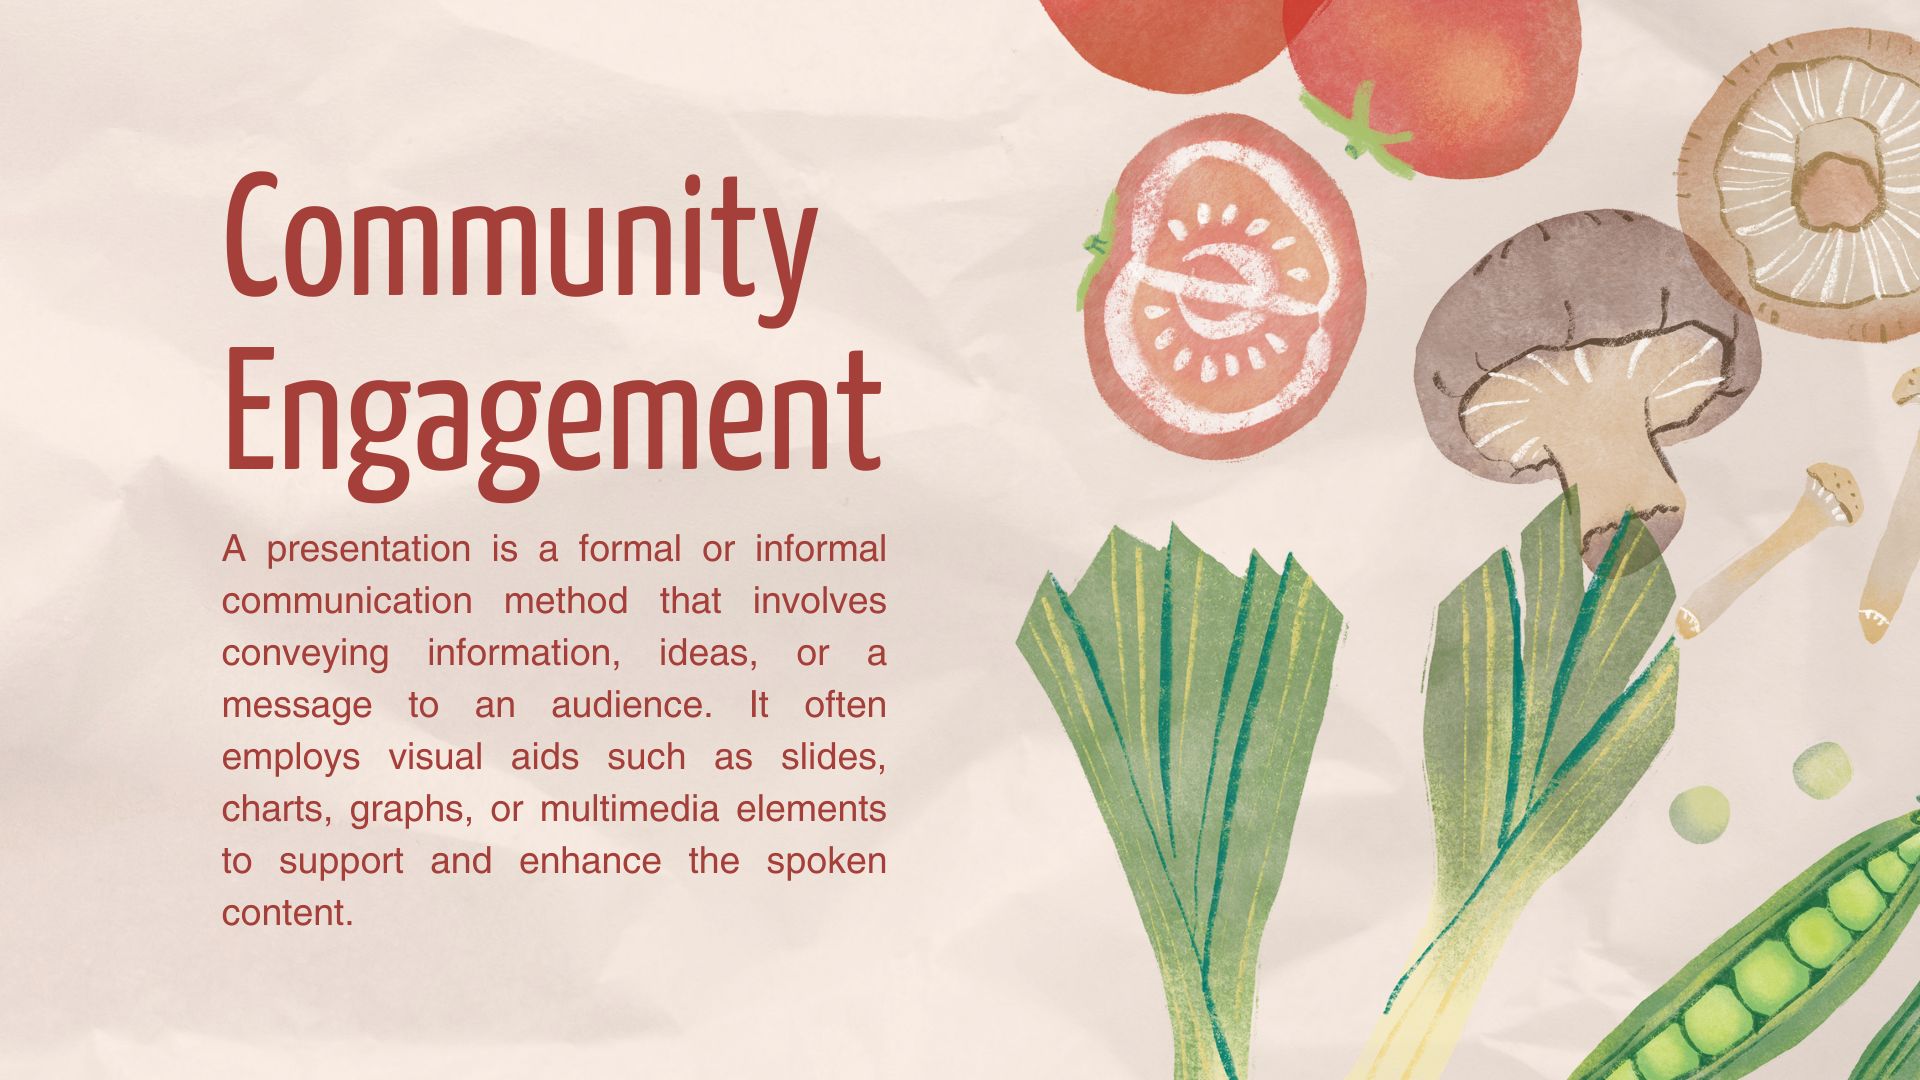 Community
Engagement
A presentation is a formal or informal
communication method that involves
conveying information, ideas, or a
message to an audience. It often
employs visual aids such as slides,
charts, graphs, or multimedia elements
to support and enhance the spoken
content.